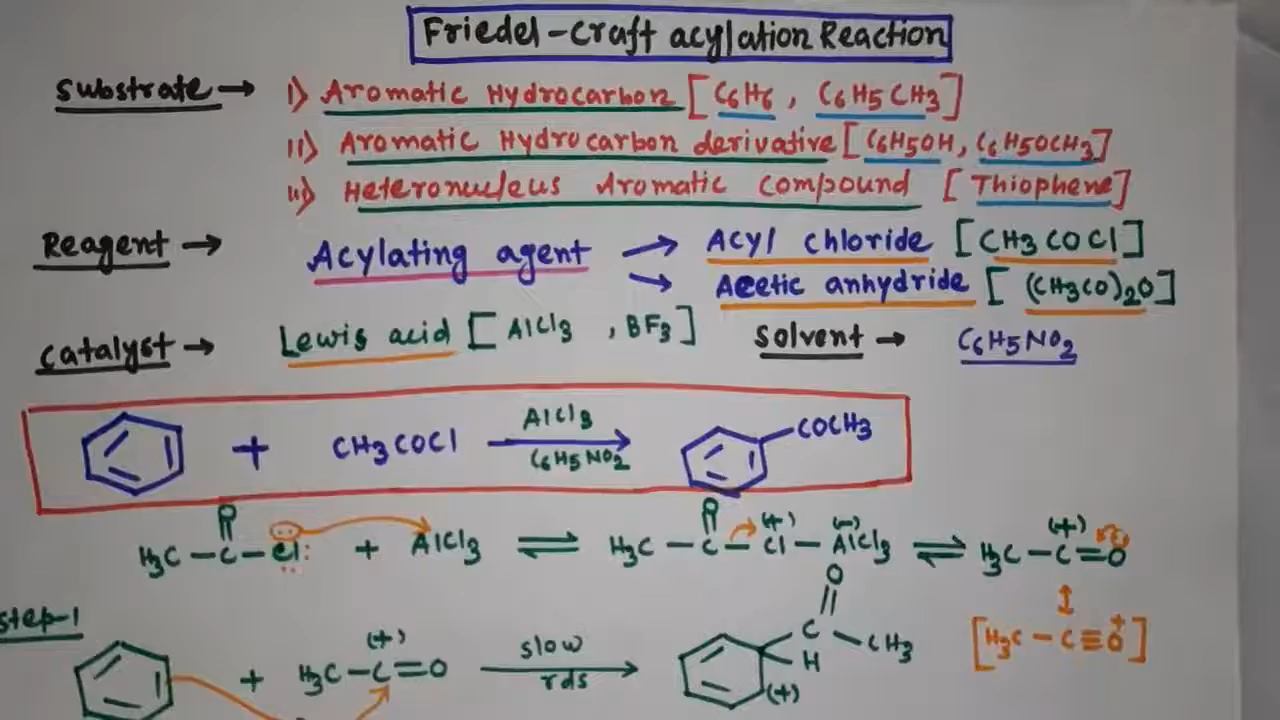 Friedel-Craft acylation Reaction
Substrate → i) Aromatic Hydrocarbon [C6H6, C6H5CH3]
ii) Aromatic Hydrocarbon derivative [C6H5OH, C6H5OCH3]
Heteronucleus Aromatic Compound [Thiophene]
Reagent → Acylating agent → Acyl chloride [CH3COCl]
→ Acetic anhydride [(CH3CO)2O]
Catalyst → Lewis acid [AlCl3, BF3] Solvent → C6H5NO2
+ CH3COCl AlCl3 C6H5NO2 → COCH3
O O
H3C-C-Cl: + AlCl3 ⇌ H3C-C-Cl(+)-AlCl3(-) ⇌ H3C-C(+)=O
↕
[H3C-C≡O+]
Step-1
+ H3C-C(+)=O slow rds → O C CH3 H (+)